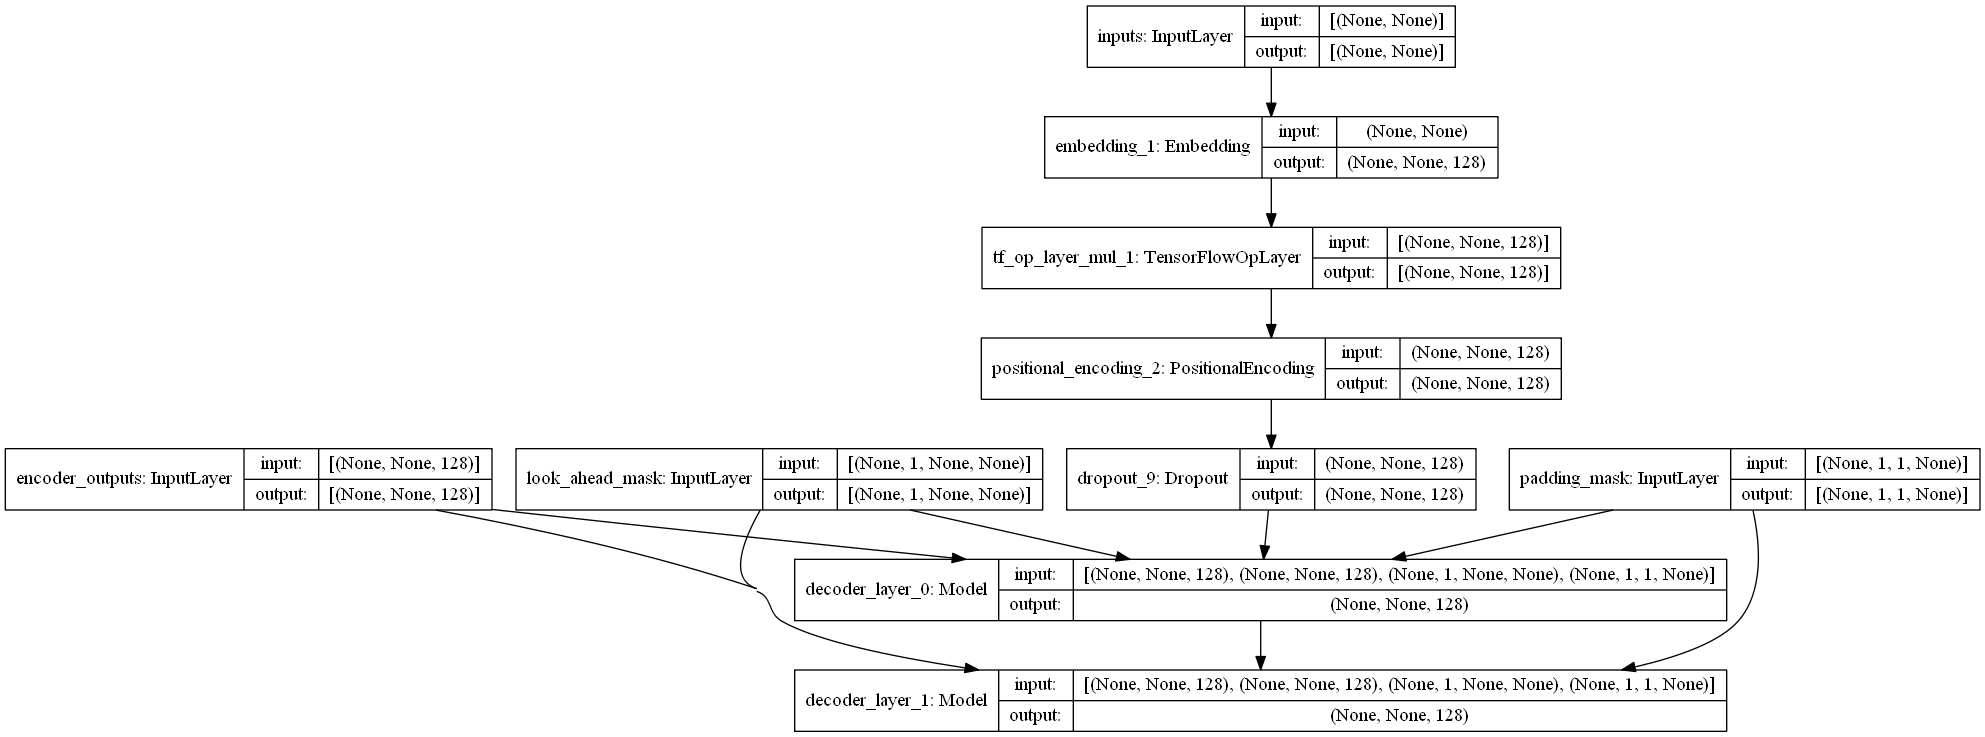 inputs: InputLayer
input: [(None, None)]
output: [(None, None)]
embedding_1: Embedding
input: (None, None)
output: (None, None, 128)
tf_op_layer_mul_1: TensorFlowOpLayer
input: [(None, None, 128)]
output: [(None, None, 128)]
positional_encoding_2: PositionalEncoding
input: (None, None, 128)
output: (None, None, 128)
encoder_outputs: InputLayer
input: [(None, None, 128)]
output: [(None, None, 128)]
look_ahead_mask: InputLayer
input: [(None, 1, None, None)]
output: [(None, 1, None, None)]
dropout_9: Dropout
input: (None, None, 128)
output: (None, None, 128)
padding_mask: InputLayer
input: [(None, 1, 1, None)]
output: [(None, 1, 1, None)]
decoder_layer_0: Model
input: [(None, None, 128), (None, None, 128), (None, 1, None, None), (None, 1, 1, None)]
output: (None, None, 128)
decoder_layer_1: Model
input: [(None, None, 128), (None, None, 128), (None, 1, None, None), (None, 1, 1, None)]
output: (None, None, 128)